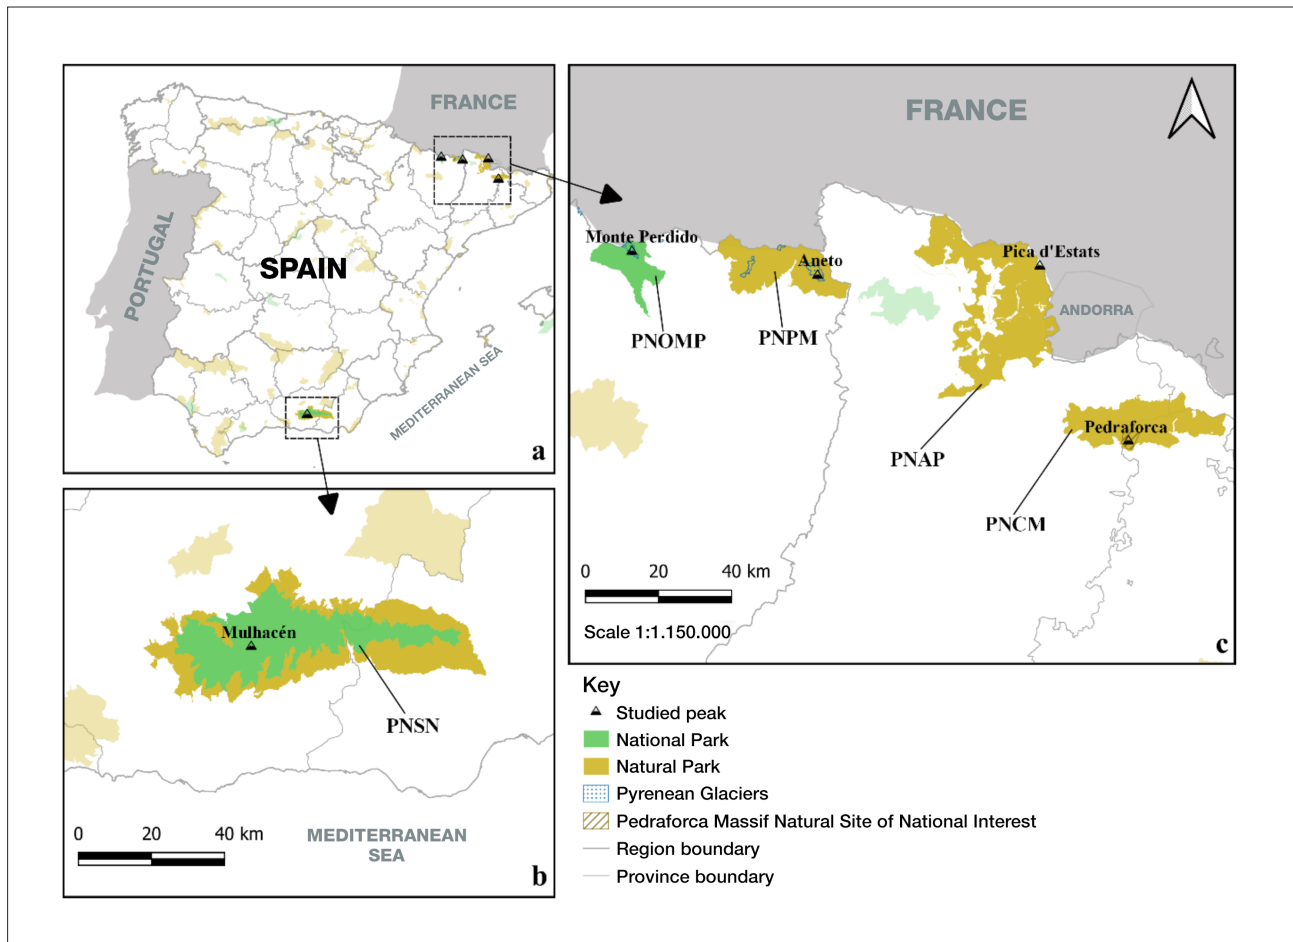 FRANCE
PORTUGAL
SPAIN
MEDITERRANEAN SEA
a
Mulhacén
PNSN
0 20 40 km
MEDITERRANEAN
SEA
b
FRANCE
Monte Perdido
Aneto
Pica d'Estats
ANDORRA
PNOMP
PNPM
PNAP
Pedraforca
PNCM
0 20 40 km
Scale 1:1.150.000
c
Key
Studied peak
National Park
Natural Park
Pyrenean Glaciers
Pedraforca Massif Natural Site of National Interest
Region boundary
Province boundary